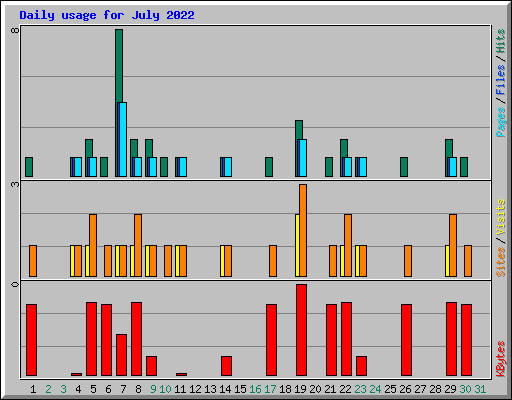 Daily usage for July 2022
8
Pages / Files / Hits
3
Sites / Visits
0
KBytes
1 2 3 4 5 6 7 8 9 10 11 12 13 14 15 16 17 18 19 20 21 22 23 24 25 26 27 28 29 30 31